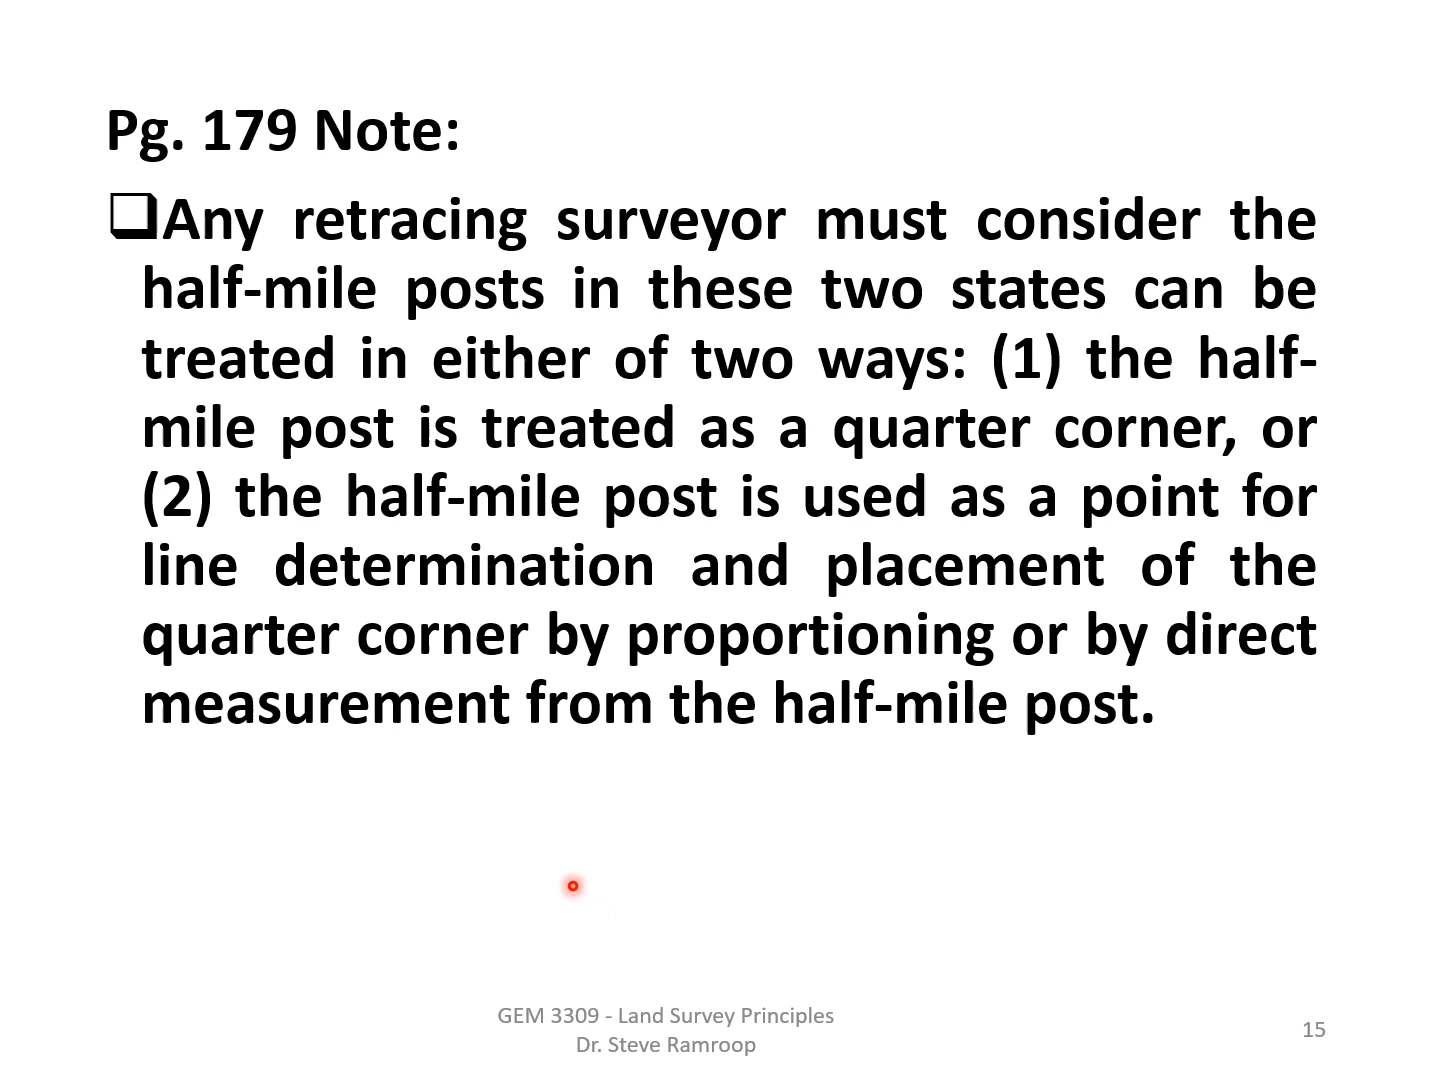 Pg. 179 Note:
❑Any retracing surveyor must consider the
half-mile posts in these two states can be
treated in either of two ways: (1) the half-
mile post is treated as a quarter corner, or
(2) the half-mile post is used as a point for
line determination and placement of the
quarter corner by proportioning or by direct
measurement from the half-mile post.
GEM 3309 - Land Survey Principles
Dr. Steve Ramroop
15